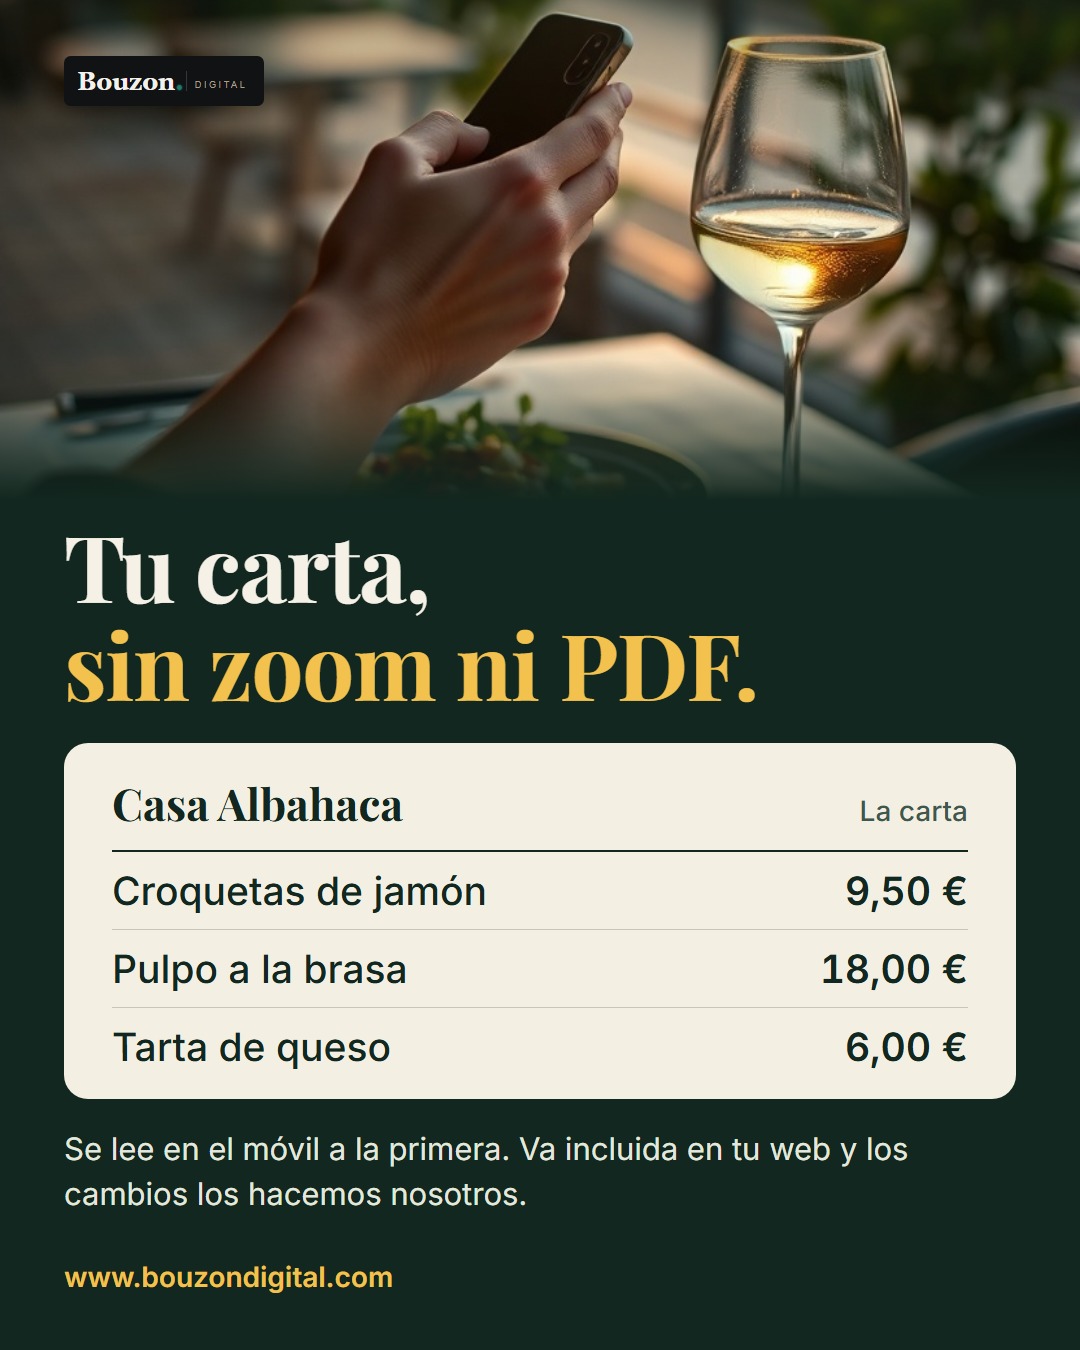 Bouzon. DIGITAL
Tu carta,
sin zoom ni PDF.
Casa Albahaca La carta
Croquetas de jamón 9,50 €
Pulpo a la brasa 18,00 €
Tarta de queso 6,00 €
Se lee en el móvil a la primera. Va incluida en tu web y los
cambios los hacemos nosotros.
www.bouzondigital.com